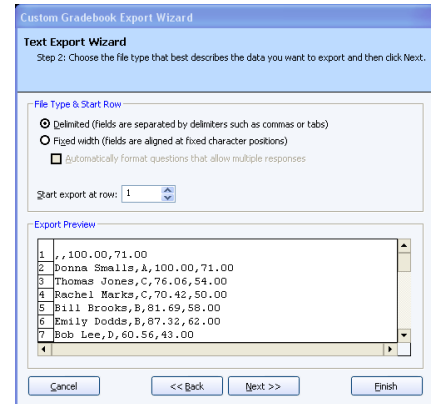 Custom Gradebook Export Wizard
Text Export Wizard
Step 2: Choose the file type that best describes the data you want to export and then click Next.
File Type & Start Row
Delimited (fields are separated by delimiters such as commas or tabs)
Fixed width (fields are aligned at fixed character positions)
Automatically format questions that allow multiple responses
Start export at row: 1
Export Preview
1 ,,100.00,71.00
2 Donna Smalls,A,100.00,71.00
3 Thomas Jones,C,76.06,54.00
4 Rachel Marks,C,70.42,50.00
5 Bill Brooks,B,81.69,58.00
6 Emily Dodds,B,87.32,62.00
7 Bob Lee,D,60.56,43.00
Cancel << Back Next >> Finish